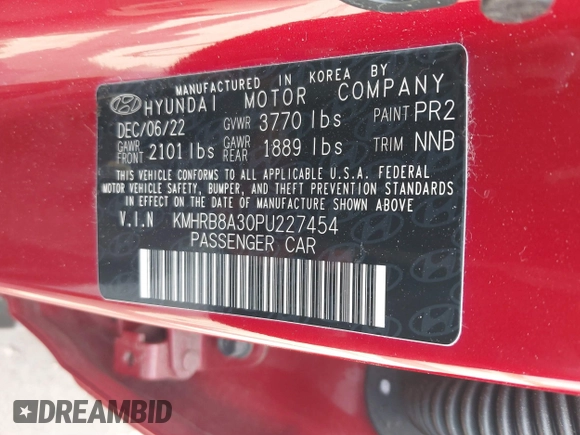 MANUFACTURED IN KOREA BY
HYUNDAI MOTOR COMPANY
DEC/06/22 GVWR 3770 lbs PAINT PR2
GAWR FRONT 2101 lbs GAWR REAR 1889 lbs TRIM NNB
THIS VEHICLE CONFORMS TO ALL APPLICABLE U.S.A. FEDERAL
MOTOR VEHICLE SAFETY, BUMPER, AND THEFT PREVENTION STANDARDS
IN EFFECT ON THE DATE OF MANUFACTURE SHOWN ABOVE
V.I.N KMHRB8A30PU227454
PASSENGER CAR
DREAMBID